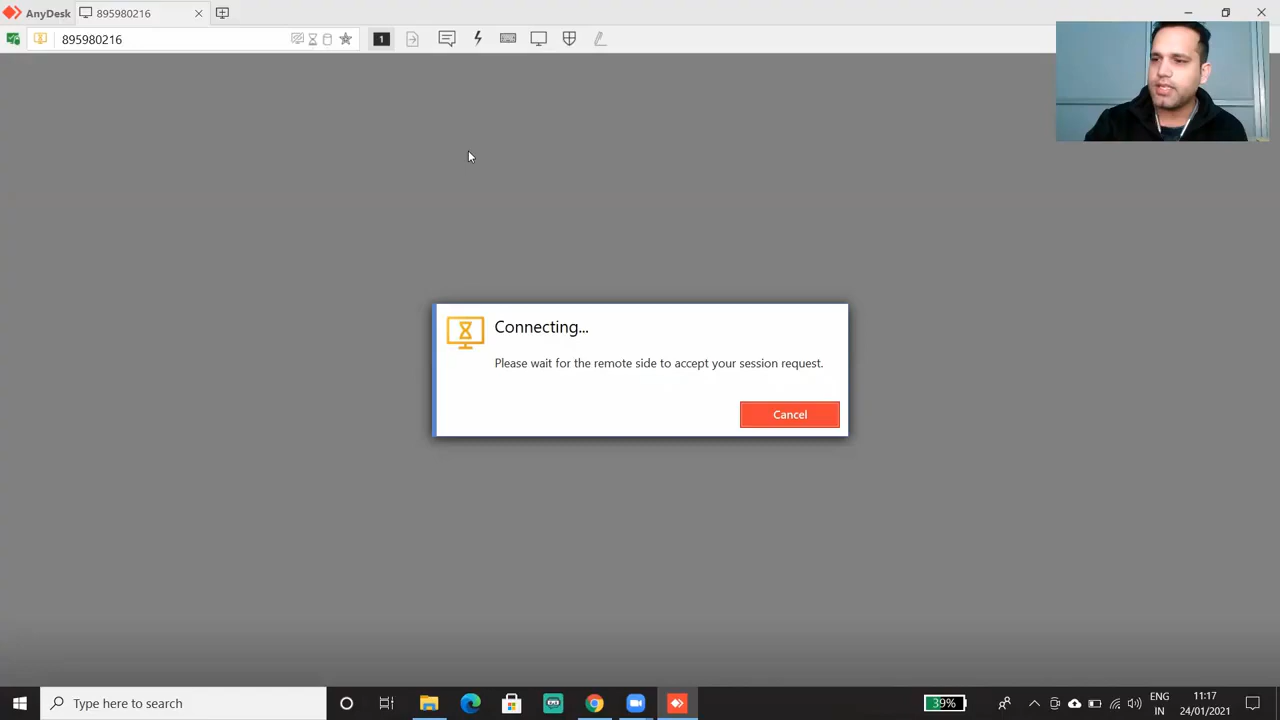 AnyDesk
895980216
895980216
1
Connecting...
Please wait for the remote side to accept your session request.
Cancel
Type here to search
39%
ENG
IN
11:17
24/01/2021